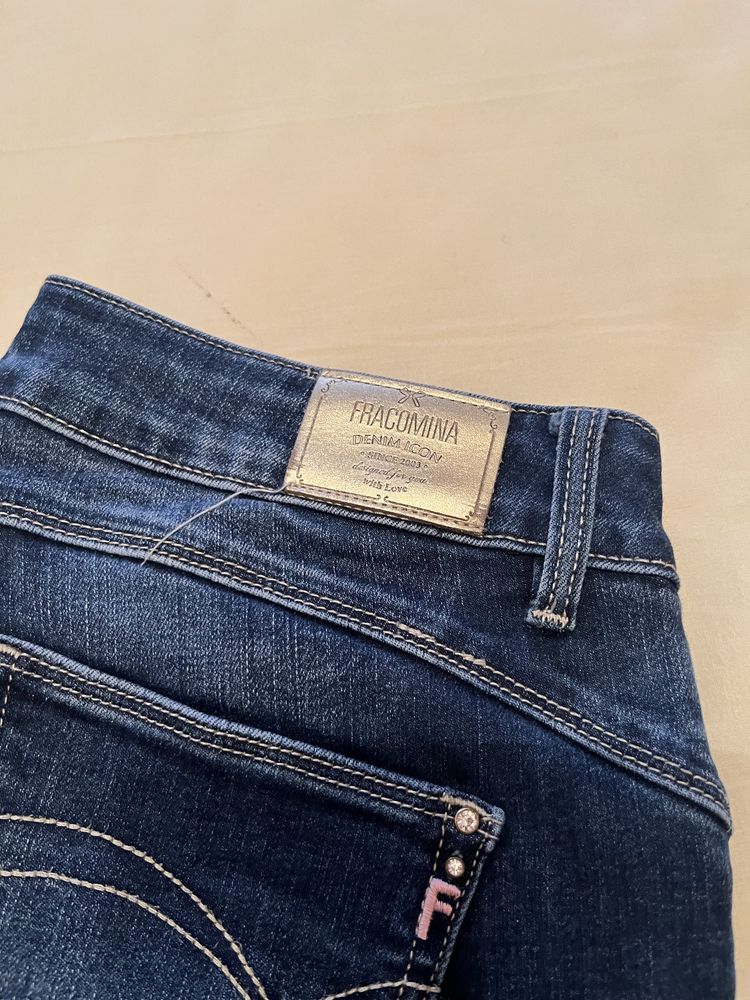 FRACOMINA
DENIM ICON
• SINCE 2003 •
designed for you
with Love
F